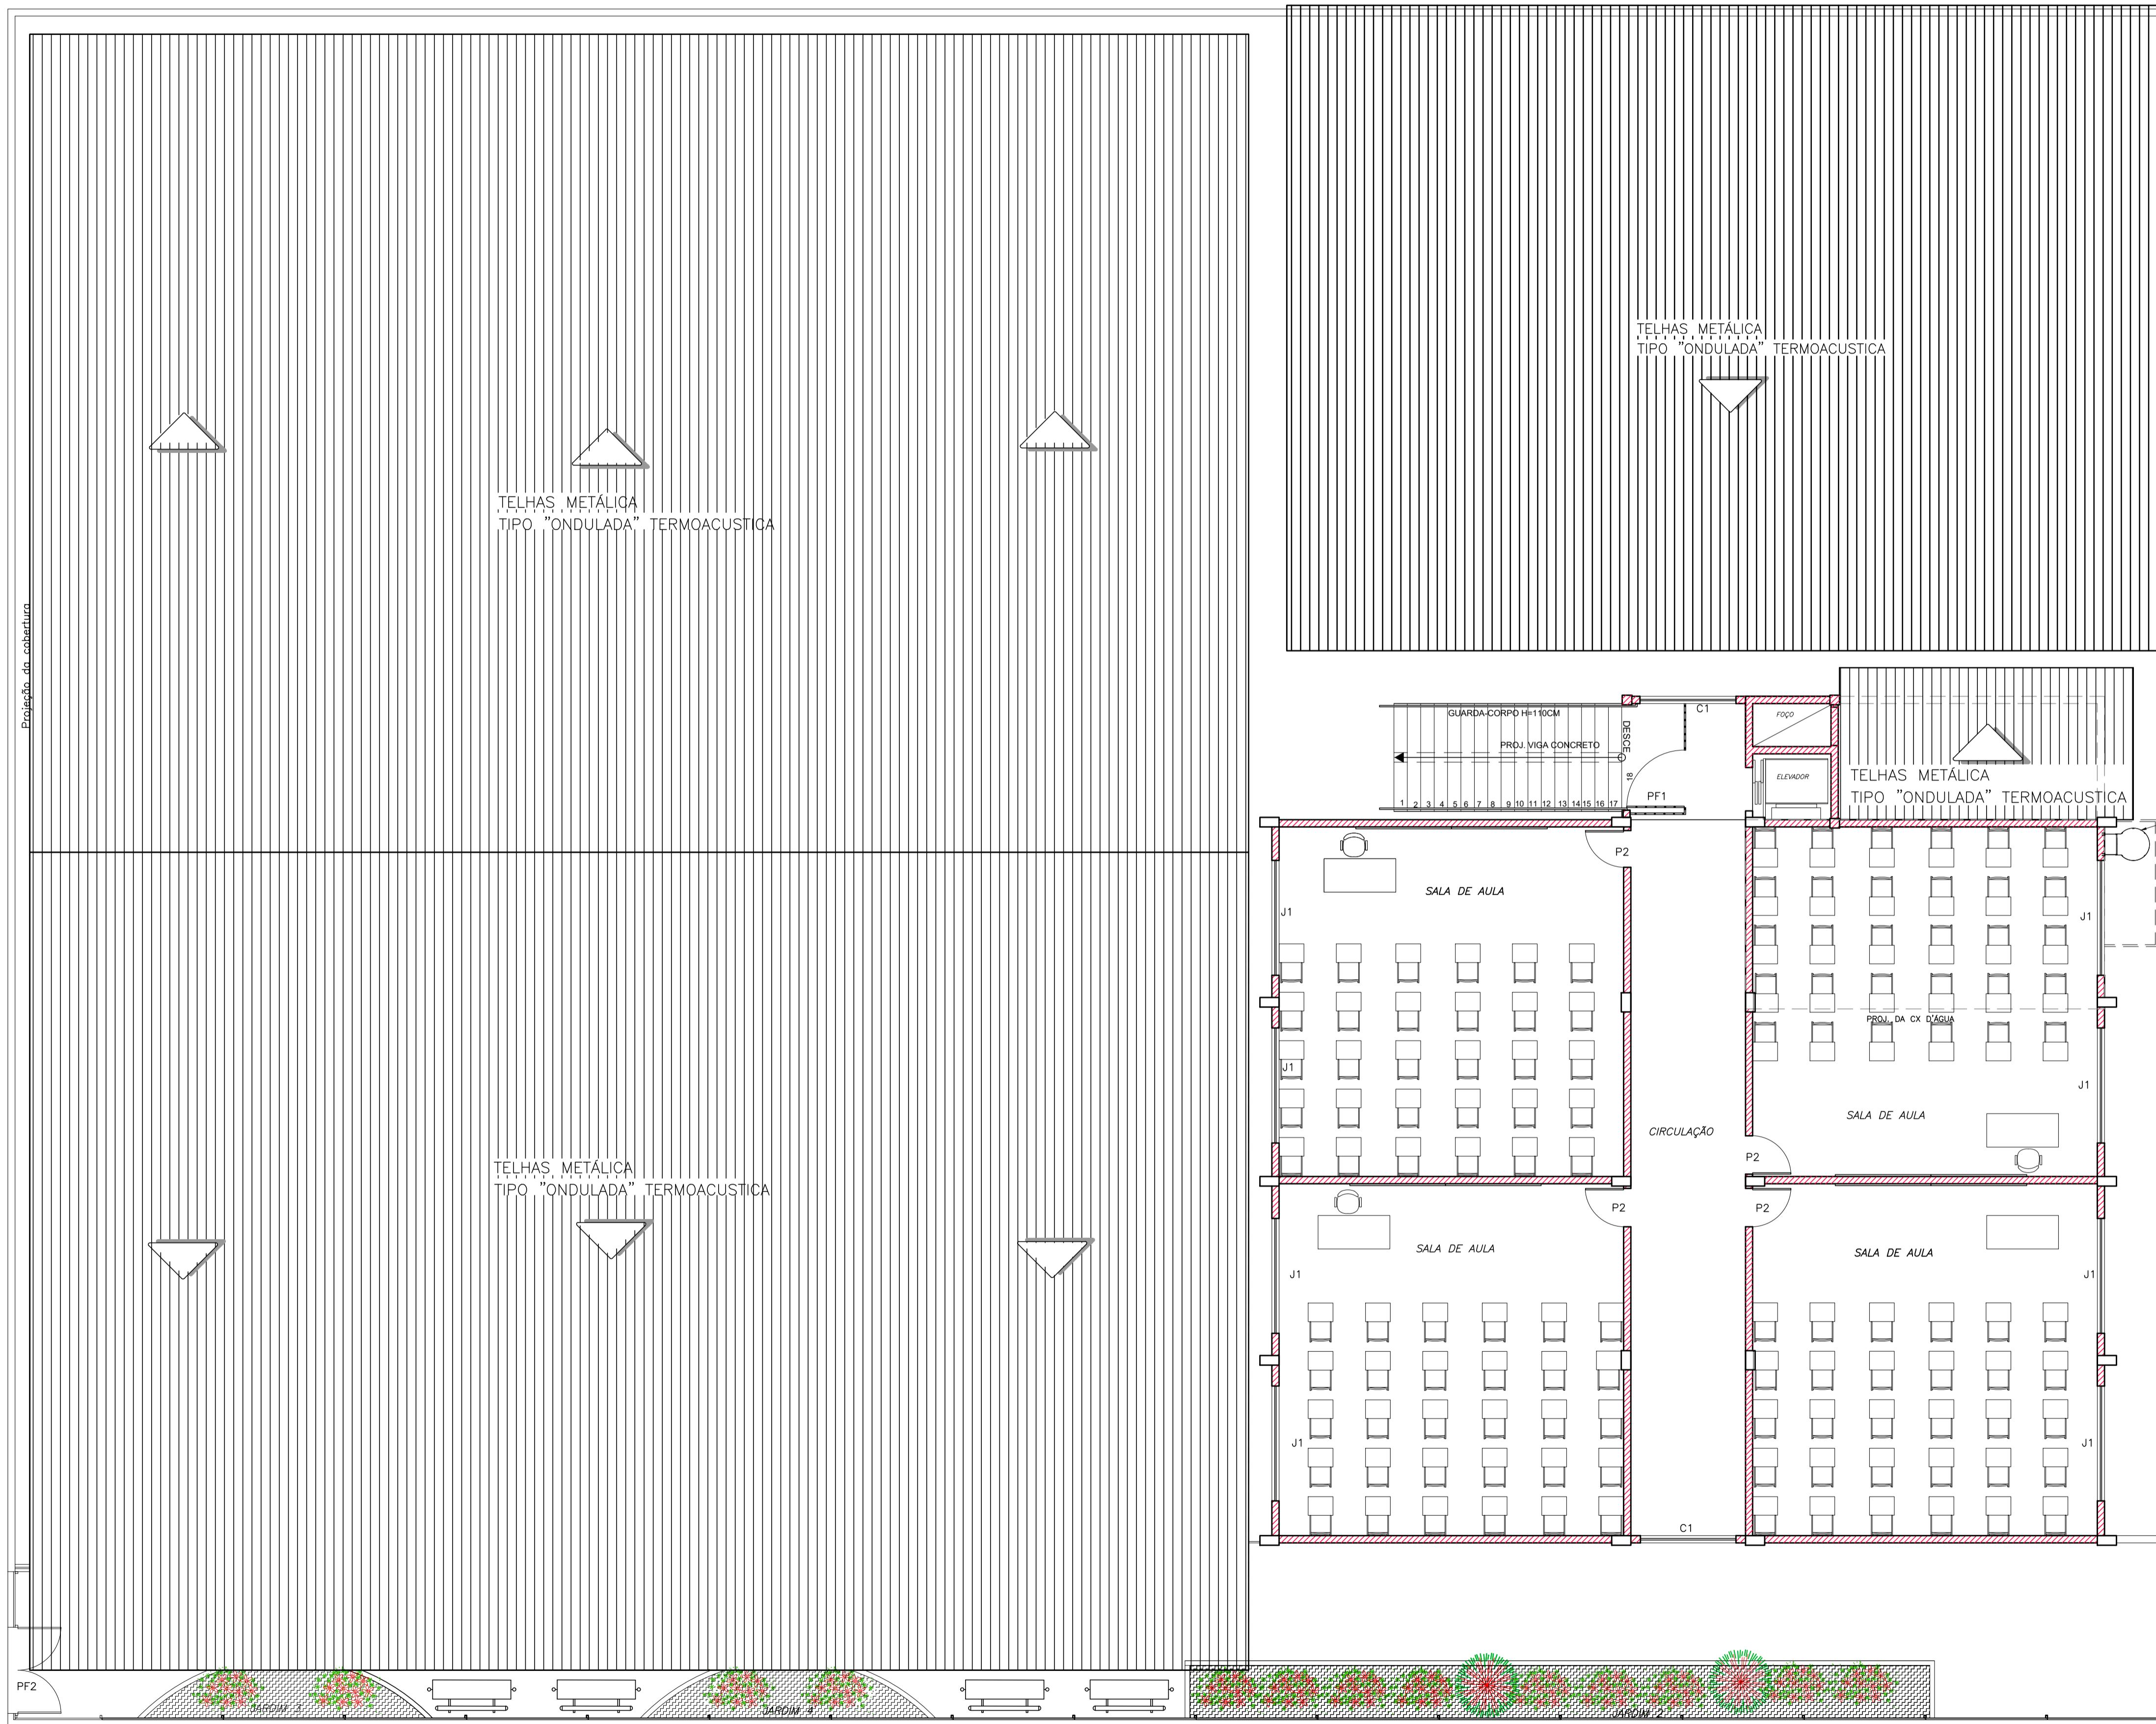 TELHAS METÁLICA
TIPO "ONDULADA" TERMOACUSTICA
TELHAS METÁLICA
TIPO "ONDULADA" TERMOACUSTICA
Projeção da cobertura
GUARDA-CORPO H=110CM
C1
FOÇO
DESCE
PROJ. VIGA CONCRETO
18
ELEVADOR
TELHAS METÁLICA
TIPO "ONDULADA" TERMOACUSTICA
PF1
1 2 3 4 5 6 7 8 9 10 11 12 13 14 15 16 17
P2
SALA DE AULA
J1
J1
PROJ. DA CX D'ÁGUA
J1
J1
SALA DE AULA
CIRCULAÇÃO
P2
TELHAS METÁLICA
TIPO "ONDULADA" TERMOACUSTICA
P2
P2
SALA DE AULA
SALA DE AULA
J1
J1
J1
J1
C1
PF2
JARDIM 3
JARDIM 4
JARDIM 2